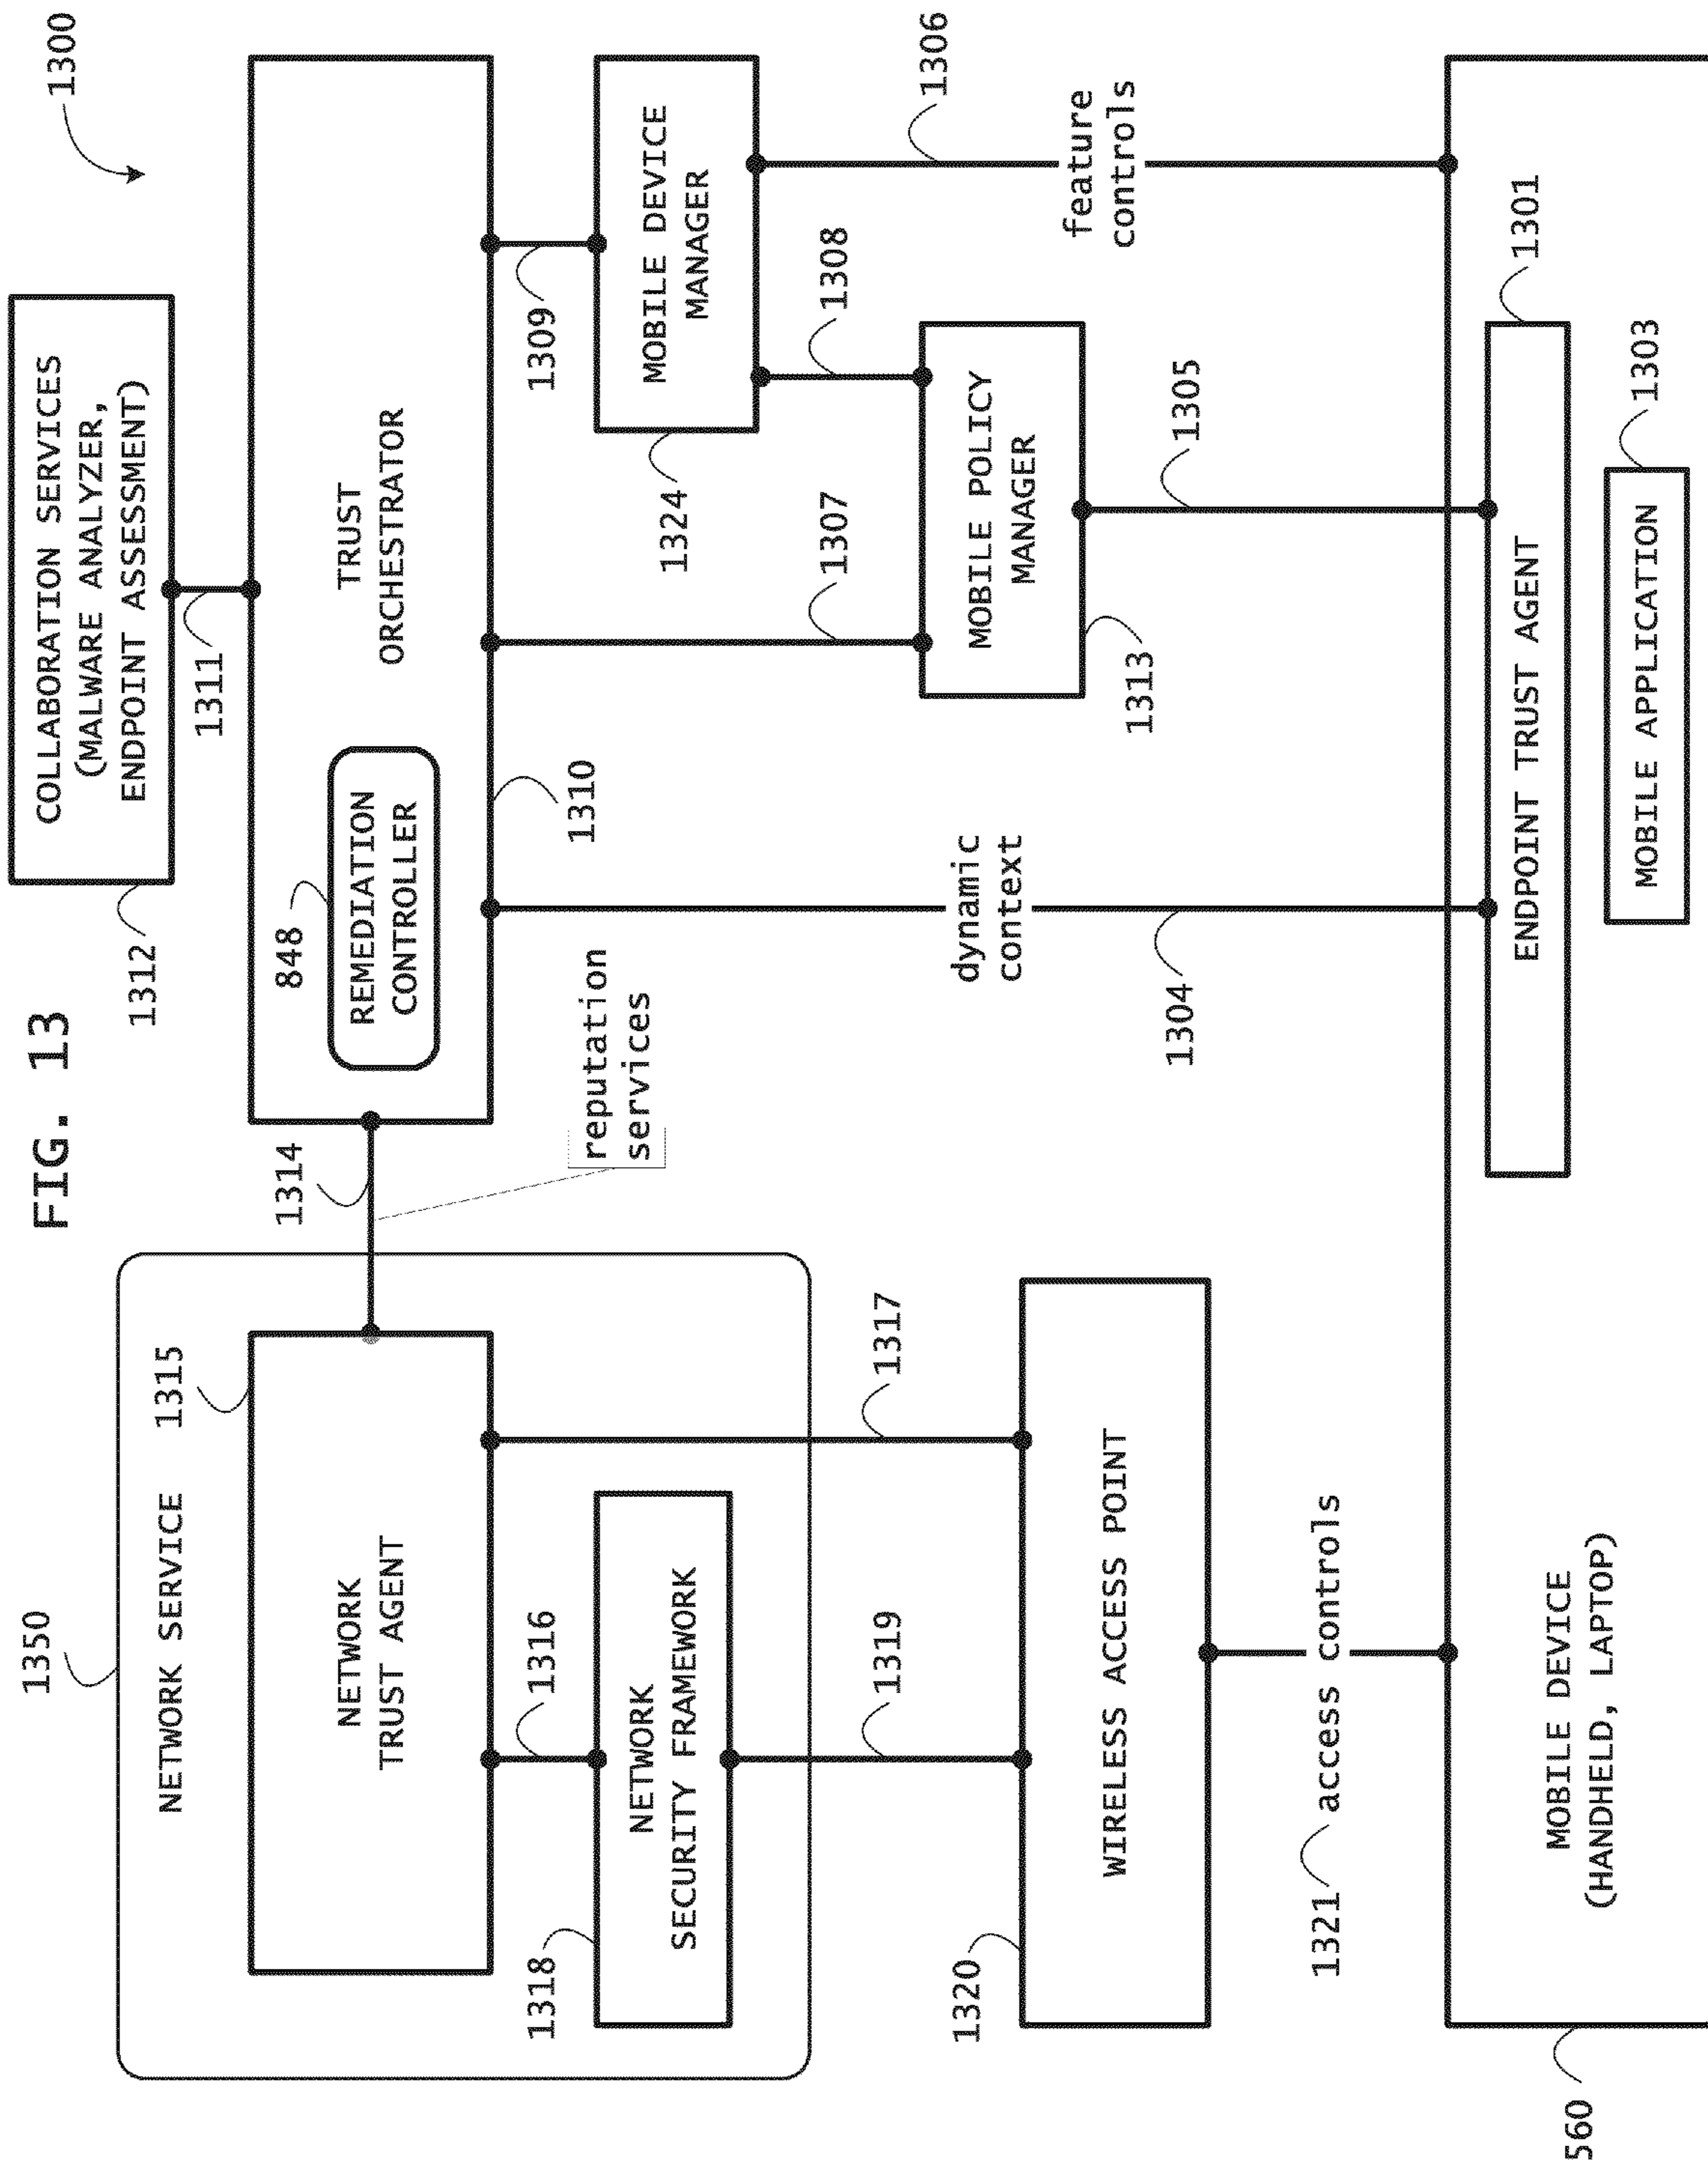 FIG. 13
1300
1350
NETWORK SERVICE
1315
NETWORK
TRUST AGENT
1316
1318
NETWORK
SECURITY FRAMEWORK
1319
1317
1314
reputation
services
1312
COLLABORATION SERVICES
(MALWARE ANALYZER,
ENDPOINT ASSESSMENT)
1311
TRUST
ORCHESTRATOR
848
REMEDIATION
CONTROLLER
1310
1309
MOBILE DEVICE
MANAGER
1324
1308
1307
MOBILE POLICY
MANAGER
1313
1306
feature
controls
1305
dynamic
context
1304
1320
WIRELESS ACCESS POINT
1321
access controls
560
MOBILE DEVICE
(HANDHELD, LAPTOP)
ENDPOINT TRUST AGENT
1301
MOBILE APPLICATION
1303